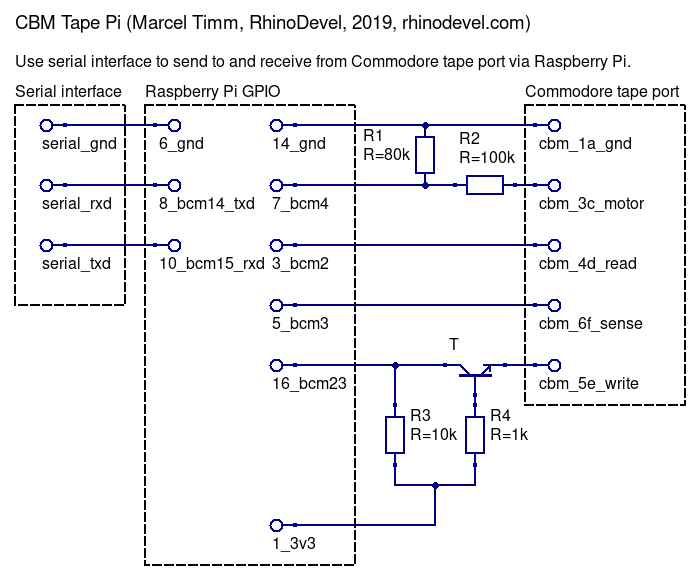 CBM Tape Pi (Marcel Timm, RhinoDevel, 2019, rhinodevel.com)
Use serial interface to send to and receive from Commodore tape port via Raspberry Pi.
Serial interface
Raspberry Pi GPIO
Commodore tape port
serial_gnd
6_gnd
14_gnd
R1
R=80k
R2
R=100k
cbm_1a_gnd
serial_rxd
8_bcm14_txd
7_bcm4
cbm_3c_motor
serial_txd
10_bcm15_rxd
3_bcm2
cbm_4d_read
5_bcm3
cbm_6f_sense
T
16_bcm23
cbm_5e_write
R3
R=10k
R4
R=1k
1_3v3